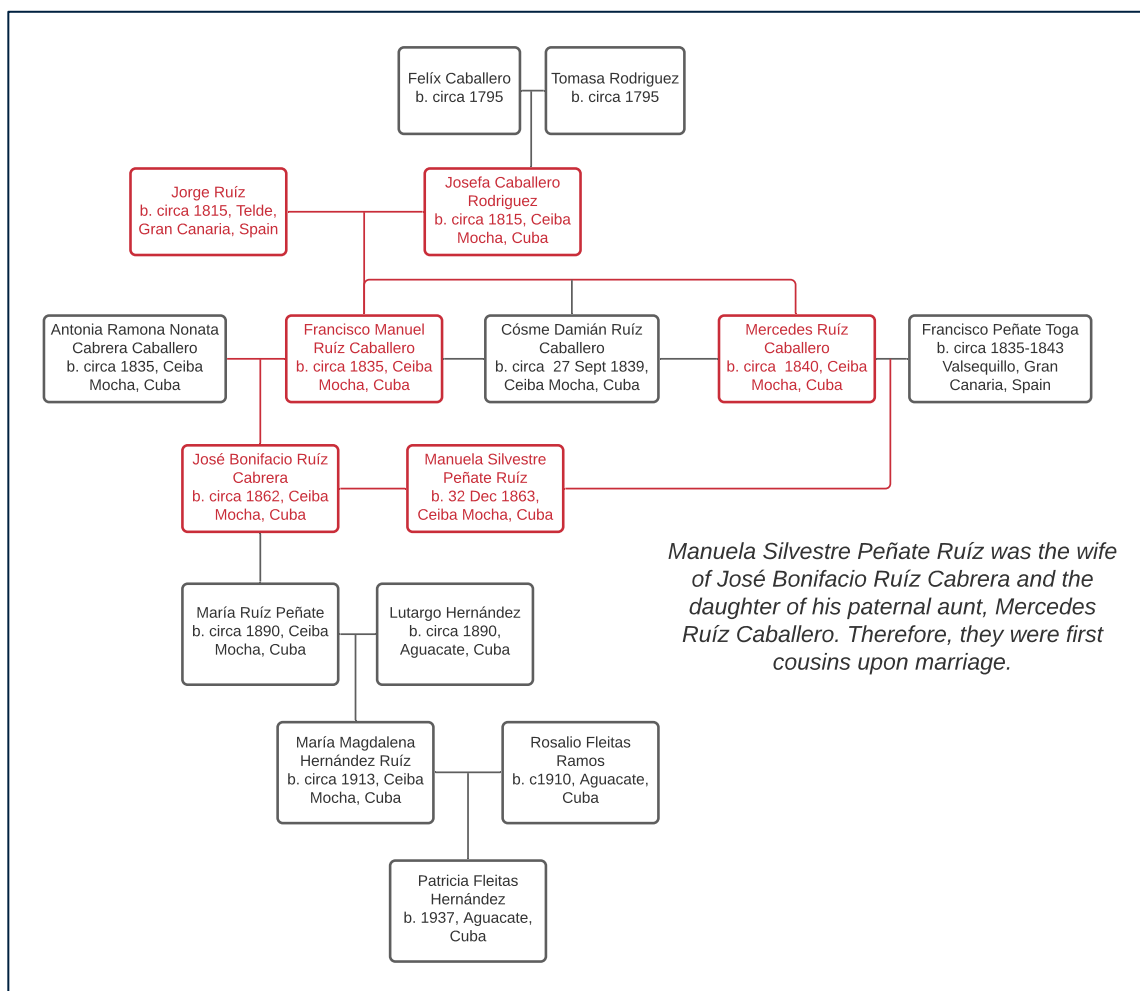 Felíx Caballero
b. circa 1795
Tomasa Rodriguez
b. circa 1795
Jorge Ruíz
b. circa 1815, Telde,
Gran Canaria, Spain
Josefa Caballero
Rodriguez
b. circa 1815, Ceiba
Mocha, Cuba
Antonia Ramona Nonata
Cabrera Caballero
b. circa 1835, Ceiba
Mocha, Cuba
Francisco Manuel
Ruíz Caballero
b. circa 1835, Ceiba
Mocha, Cuba
Cósme Damián Ruíz
Caballero
b. circa  27 Sept 1839,
Ceiba Mocha, Cuba
Mercedes Ruíz
Caballero
b. circa  1840, Ceiba
Mocha, Cuba
Francisco Peñate Toga
b. circa 1835-1843
Valsequillo, Gran
Canaria, Spain
José Bonifacio Ruíz
Cabrera
b. circa 1862, Ceiba
Mocha, Cuba
Manuela Silvestre
Peñate Ruíz
b. 32 Dec 1863,
Ceiba Mocha, Cuba
Manuela Silvestre Peñate Ruíz was the wife
of José Bonifacio Ruíz Cabrera and the
daughter of his paternal aunt, Mercedes
Ruíz Caballero. Therefore, they were first
cousins upon marriage.
María Ruíz Peñate
b. circa 1890, Ceiba
Mocha, Cuba
Lutargo Hernández
b. circa 1890,
Aguacate, Cuba
María Magdalena
Hernández Ruíz
b. circa 1913, Ceiba
Mocha, Cuba
Rosalio Fleitas
Ramos
b. c1910, Aguacate,
Cuba
Patricia Fleitas
Hernández
b. 1937, Aguacate,
Cuba